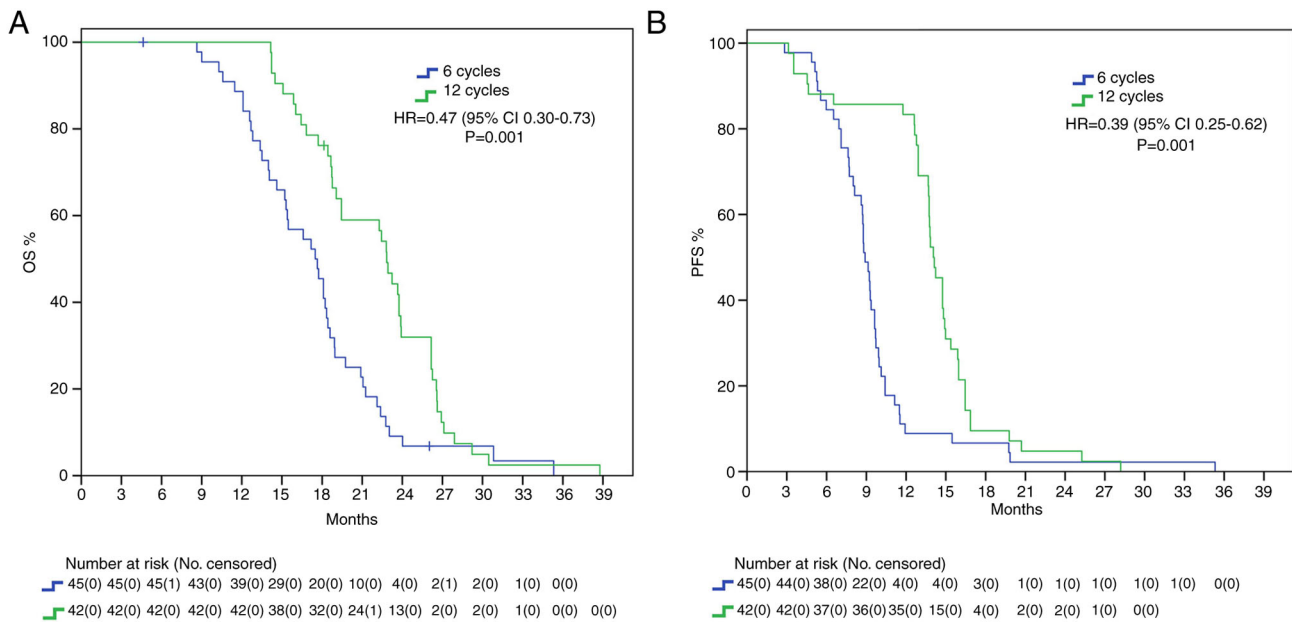 A
OS %
100
80
60
40
20
0
6 cycles
12 cycles
HR=0.47 (95% CI 0.30-0.73)
P=0.001
0 3 6 9 12 15 18 21 24 27 30 33 36 39
Months
Number at risk (No. censored)
45(0) 45(0) 45(1) 43(0) 39(0) 29(0) 20(0) 10(0) 4(0) 2(1) 2(0) 1(0) 0(0)
42(0) 42(0) 42(0) 42(0) 42(0) 38(0) 32(0) 24(1) 13(0) 2(0) 2(0) 1(0) 0(0) 0(0)
B
PFS %
100
80
60
40
20
0
6 cycles
12 cycles
HR=0.39 (95% CI 0.25-0.62)
P=0.001
0 3 6 9 12 15 18 21 24 27 30 33 36 39
Months
Number at risk (No. censored)
45(0) 44(0) 38(0) 22(0) 4(0) 4(0) 3(0) 1(0) 1(0) 1(0) 1(0) 1(0) 0(0)
42(0) 42(0) 37(0) 36(0) 35(0) 15(0) 4(0) 2(0) 2(0) 1(0) 0(0)